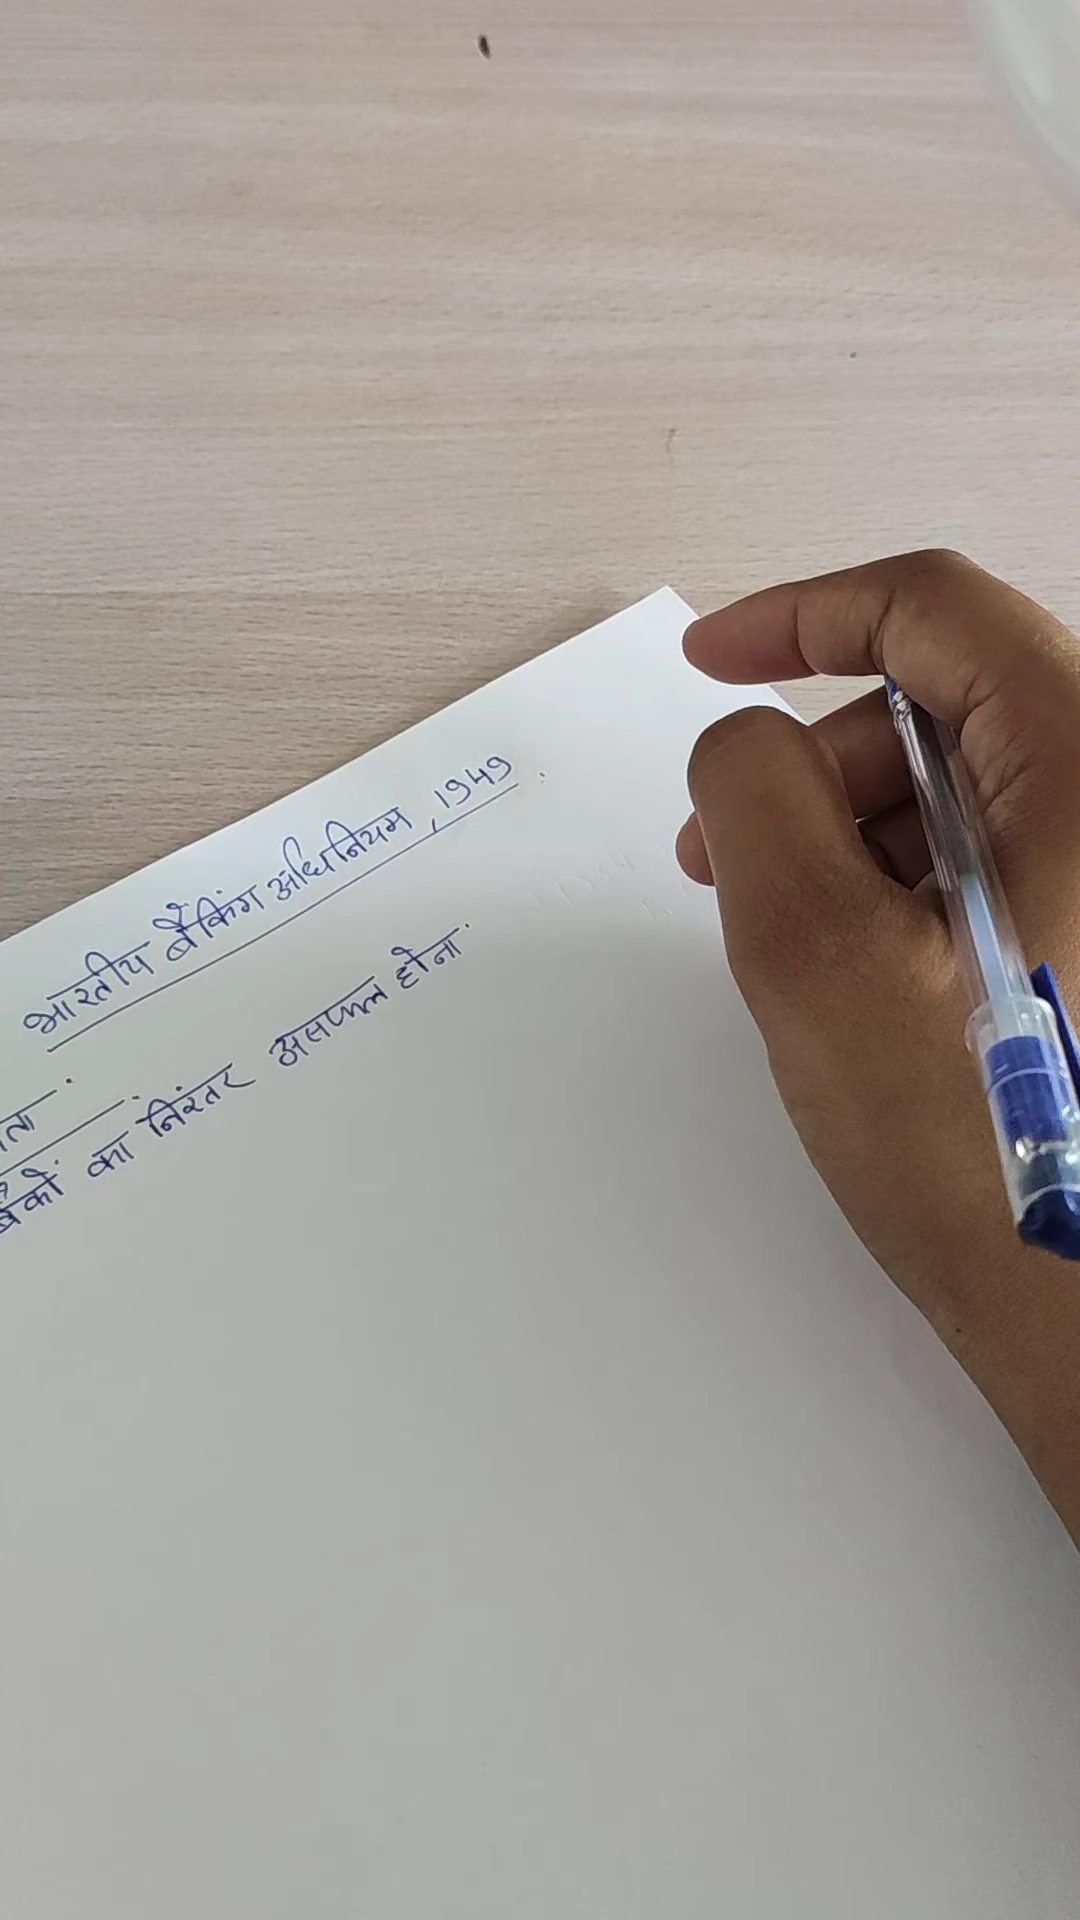 भारतीय बैंकिंग अधिनियम, 1949
बैंकों का निरंतर असफल होना